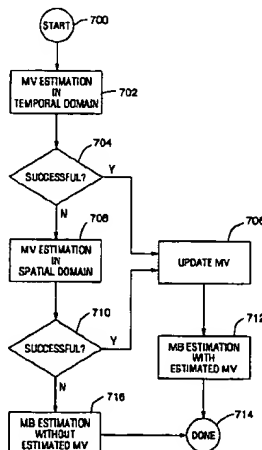 START
700
MV ESTIMATION
IN
TEMPORAL DOMAIN
702
704
SUCCESSFUL?
Y
N
708
MV ESTIMATION
IN
SPATIAL DOMAIN
706
UPDATE MV
710
SUCCESSFUL?
Y
N
712
MB ESTIMATION
WITH
ESTIMATED MV
716
MB ESTIMATION
WITHOUT
ESTIMATED MV
714
DONE